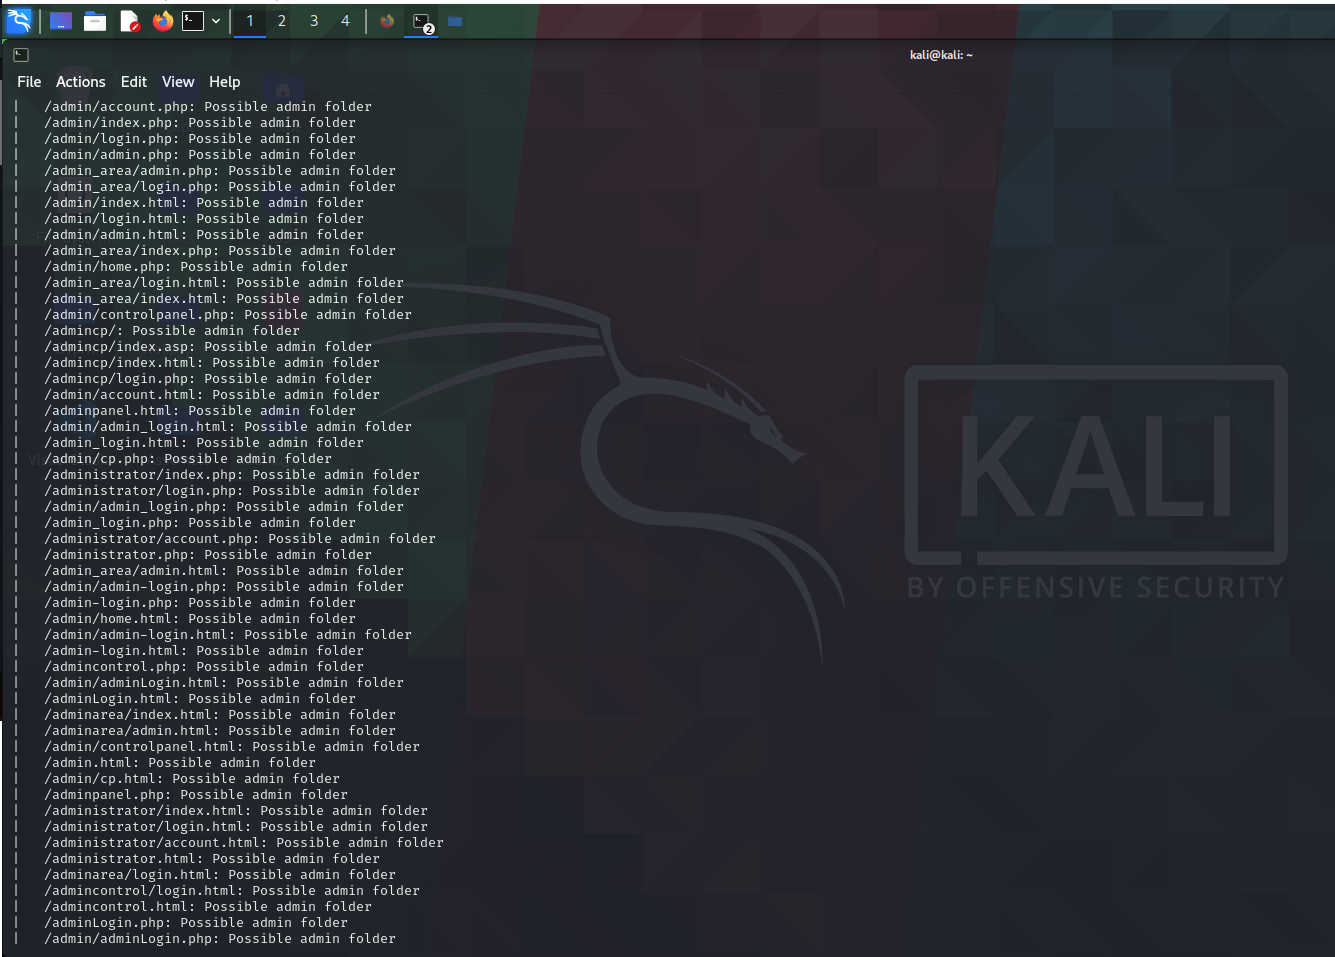 1 2 3 4 2
kali@kali: ~
File Actions Edit View Help
| /admin/account.php: Possible admin folder
| /admin/index.php: Possible admin folder
| /admin/login.php: Possible admin folder
| /admin/admin.php: Possible admin folder
| /admin_area/admin.php: Possible admin folder
| /admin_area/login.php: Possible admin folder
| /admin/index.html: Possible admin folder
| /admin/login.html: Possible admin folder
| /admin/admin.html: Possible admin folder
| /admin_area/index.php: Possible admin folder
| /admin/home.php: Possible admin folder
| /admin_area/login.html: Possible admin folder
| /admin_area/index.html: Possible admin folder
| /admin/controlpanel.php: Possible admin folder
| /admincp/: Possible admin folder
| /admincp/index.asp: Possible admin folder
| /admincp/index.html: Possible admin folder
| /admincp/login.php: Possible admin folder
| /admin/account.html: Possible admin folder
| /adminpanel.html: Possible admin folder
| /admin/admin_login.html: Possible admin folder
| /admin_login.html: Possible admin folder
| /admin/cp.php: Possible admin folder
| /administrator/index.php: Possible admin folder
| /administrator/login.php: Possible admin folder
| /admin/admin_login.php: Possible admin folder
| /admin_login.php: Possible admin folder
| /administrator/account.php: Possible admin folder
| /administrator.php: Possible admin folder
| /admin_area/admin.html: Possible admin folder
| /admin/admin-login.php: Possible admin folder
| /admin-login.php: Possible admin folder
| /admin/home.html: Possible admin folder
| /admin/admin-login.html: Possible admin folder
| /admin-login.html: Possible admin folder
| /admincontrol.php: Possible admin folder
| /admin/adminLogin.html: Possible admin folder
| /adminLogin.html: Possible admin folder
| /adminarea/index.html: Possible admin folder
| /adminarea/admin.html: Possible admin folder
| /admin/controlpanel.html: Possible admin folder
| /admin.html: Possible admin folder
| /admin/cp.html: Possible admin folder
| /adminpanel.php: Possible admin folder
| /administrator/index.html: Possible admin folder
| /administrator/login.html: Possible admin folder
| /administrator/account.html: Possible admin folder
| /administrator.html: Possible admin folder
| /adminarea/login.html: Possible admin folder
| /admincontrol/login.html: Possible admin folder
| /admincontrol.html: Possible admin folder
| /adminLogin.php: Possible admin folder
| /admin/adminLogin.php: Possible admin folder
KALI
BY OFFENSIVE SECURITY